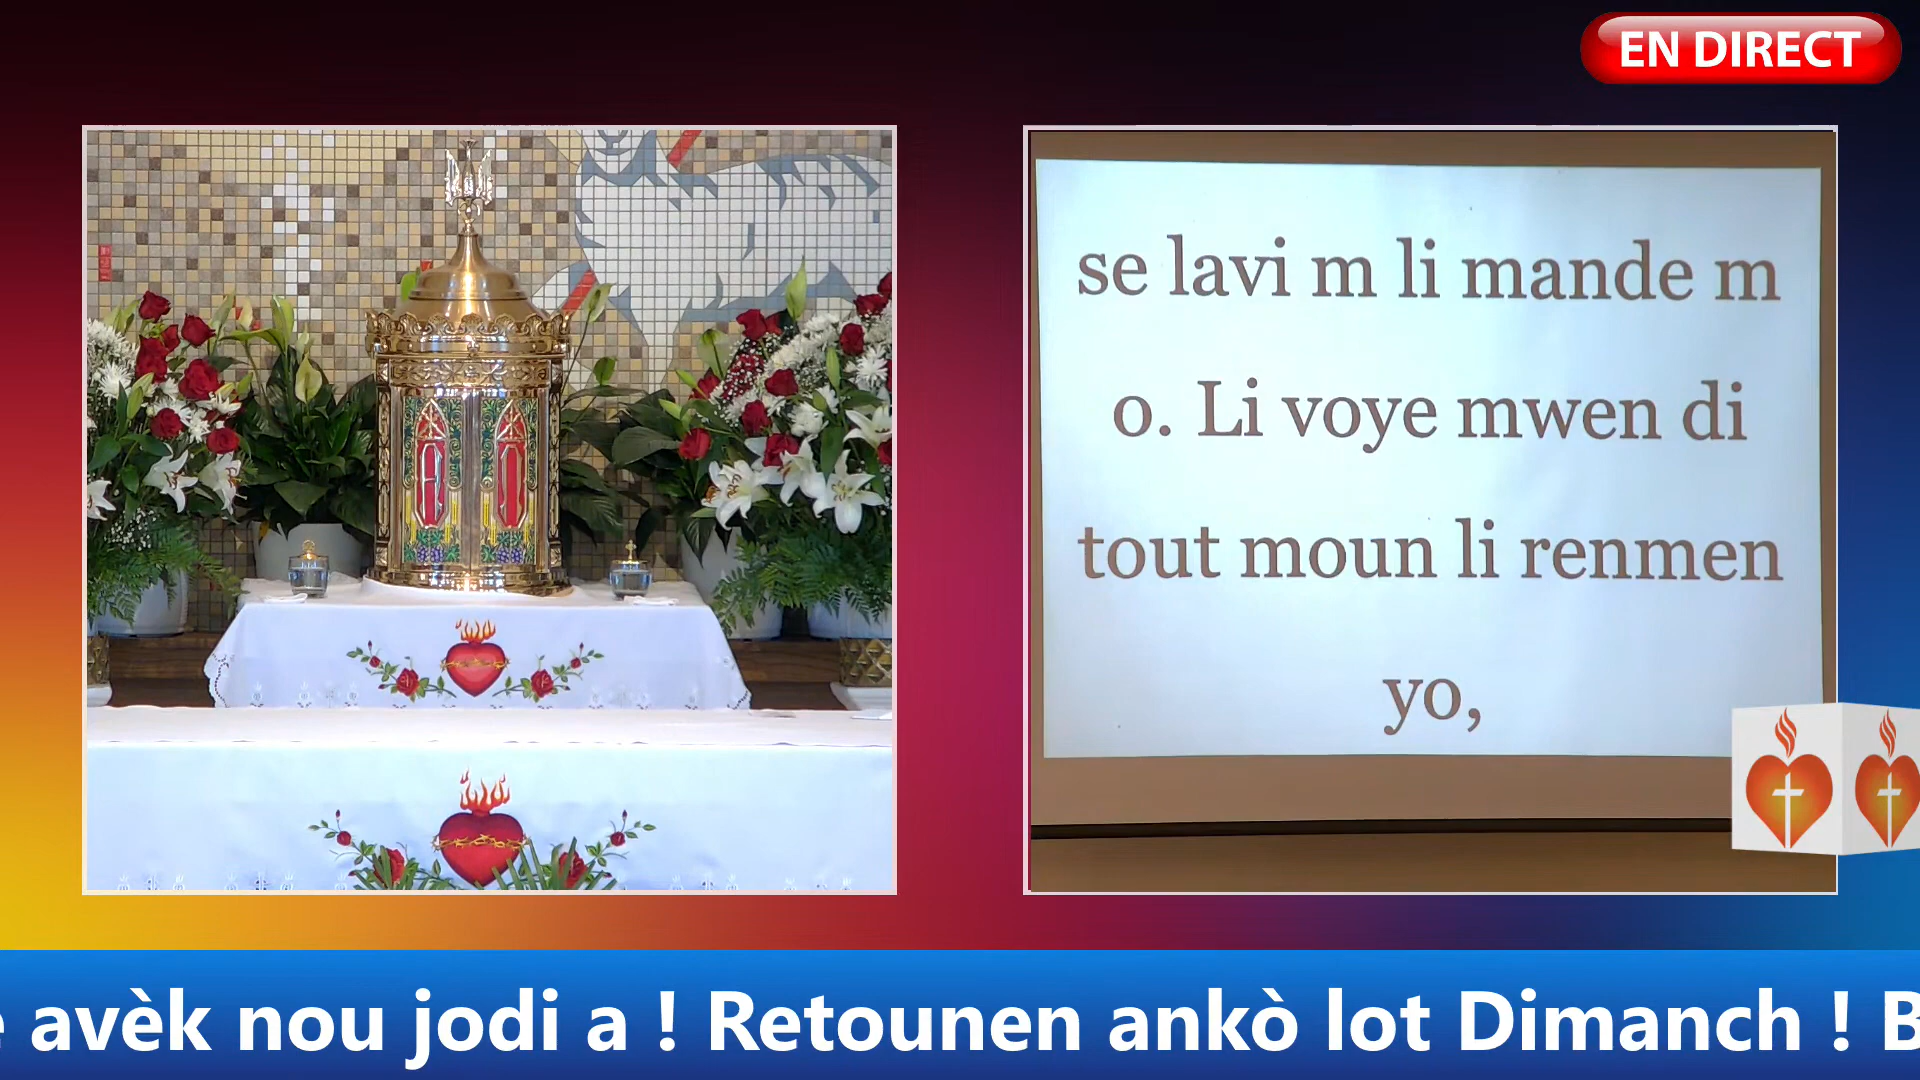 EN DIRECT
se lavi m li mande m
o. Li voye mwen di
tout moun li renmen
yo,
avèk nou jodi a ! Retounen ankò lot Dimanch !